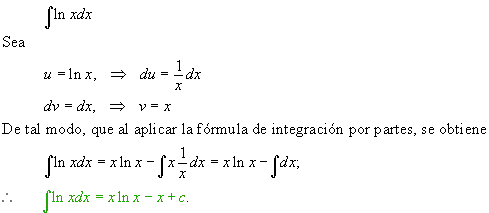 ∫ln xdx
Sea
u = ln x, ⇒ du = 1/x dx
dv = dx, ⇒ v = x
De tal modo, que al aplicar la fórmula de integración por partes, se obtiene
∫ln xdx = x ln x − ∫x 1/x dx = x ln x − ∫dx;
∴ ∫ln xdx = x ln x − x + c.